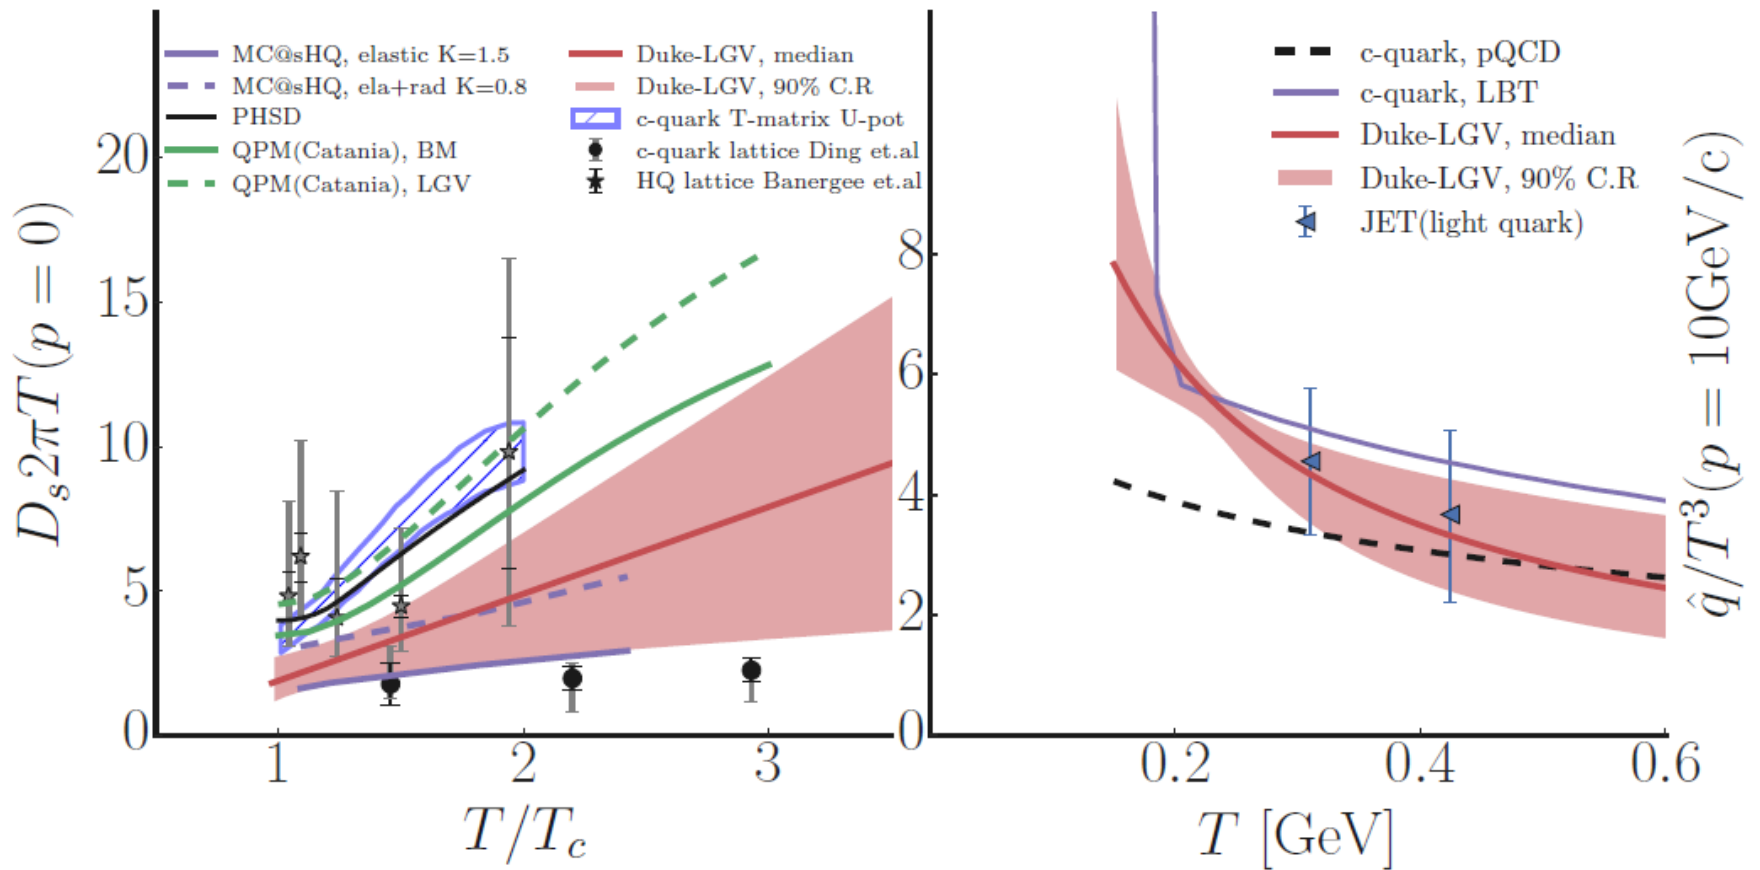 MC@sHQ, elastic K=1.5
MC@sHQ, ela+rad K=0.8
PHSD
QPM(Catania), BM
QPM(Catania), LGV
Duke-LGV, median
Duke-LGV, 90% C.R
c-quark T-matrix U-pot
c-quark lattice Ding et.al
HQ lattice Banergee et.al
D_s2πT(p = 0)
20
15
10
5
0
1 2 3
T/T_c
c-quark, pQCD
c-quark, LBT
Duke-LGV, median
Duke-LGV, 90% C.R
JET(light quark)
8
6
4
2
0
0.2 0.4 0.6
T [GeV]
q̂/T³(p = 10GeV/c)